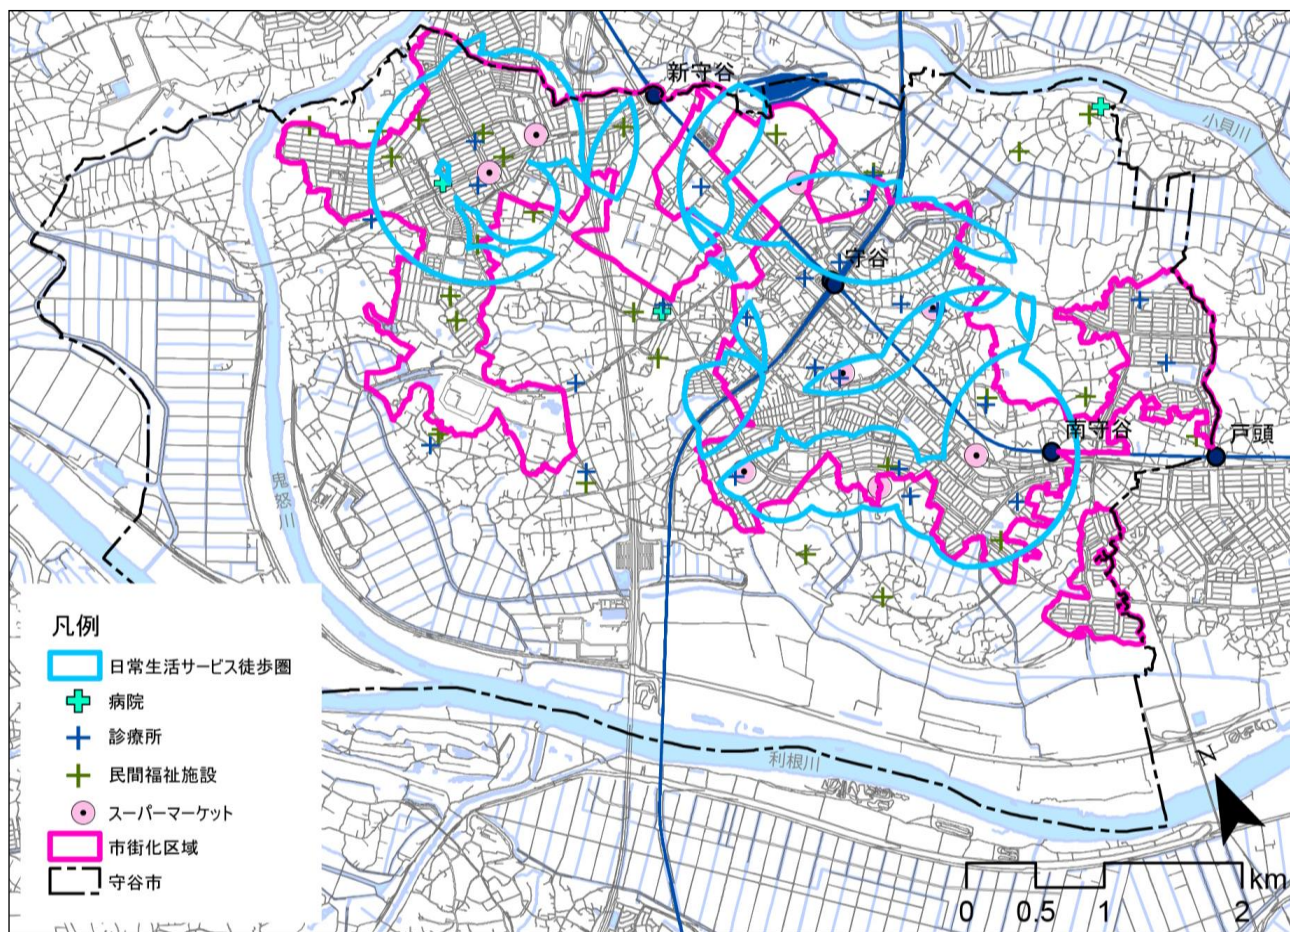 新守谷
小貝川
守谷
南守谷
戸頭
鬼怒川
利根川
凡例
日常生活サービス徒歩圏
病院
診療所
民間福祉施設
スーパーマーケット
市街化区域
守谷市
N
km
0 0.5 1 2